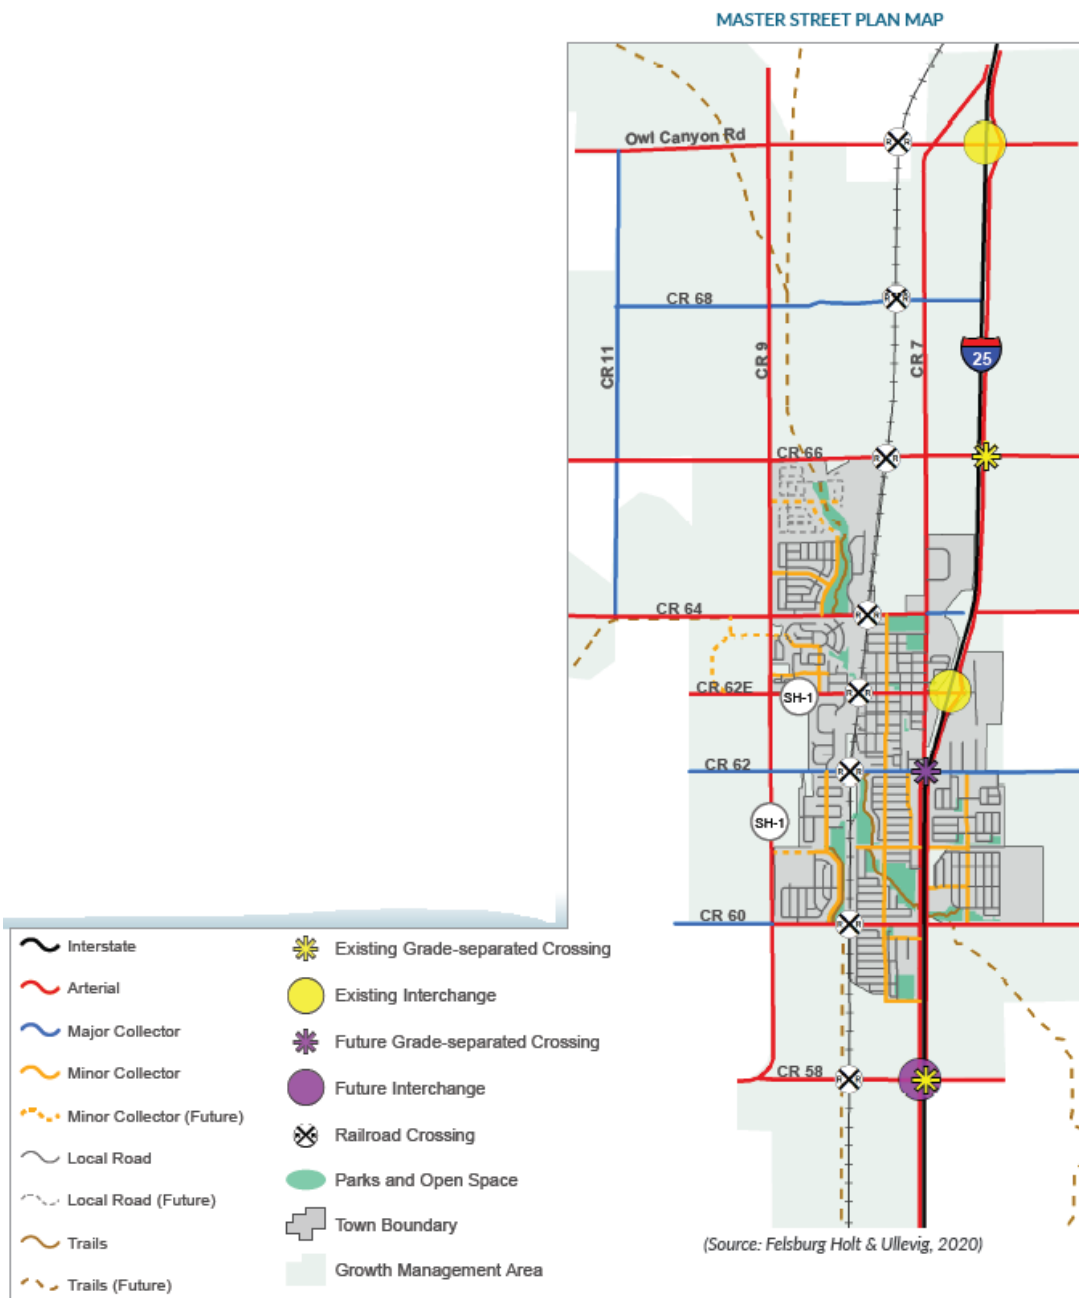 MASTER STREET PLAN MAP
Owl Canyon Rd
CR 68
CR 11
CR 9
CR 7
25
CR 66
CR 64
CR 62E
SH-1
CR 62
SH-1
CR 60
CR 58
R R
R R
R R
R R
R R
R R
R R
R R
Interstate
Arterial
Major Collector
Minor Collector
Minor Collector (Future)
Local Road
Local Road (Future)
Trails
Trails (Future)
Existing Grade-separated Crossing
Existing Interchange
Future Grade-separated Crossing
Future Interchange
Railroad Crossing
Parks and Open Space
Town Boundary
Growth Management Area
(Source: Felsburg Holt & Ullevig, 2020)